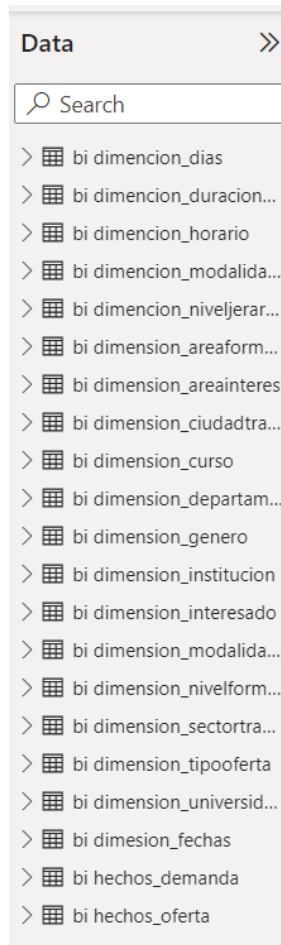 Data
Search
bi dimencion_dias
bi dimencion_duracion...
bi dimencion_horario
bi dimencion_modalida...
bi dimencion_niveljerar...
bi dimension_areaform...
bi dimension_areainteres
bi dimension_ciudadtra...
bi dimension_curso
bi dimension_departam...
bi dimension_genero
bi dimension_institucion
bi dimension_interesado
bi dimension_modalida...
bi dimension_nivelform...
bi dimension_sectortra...
bi dimension_tipooferta
bi dimension_universid...
bi dimesion_fechas
bi hechos_demanda
bi hechos_oferta